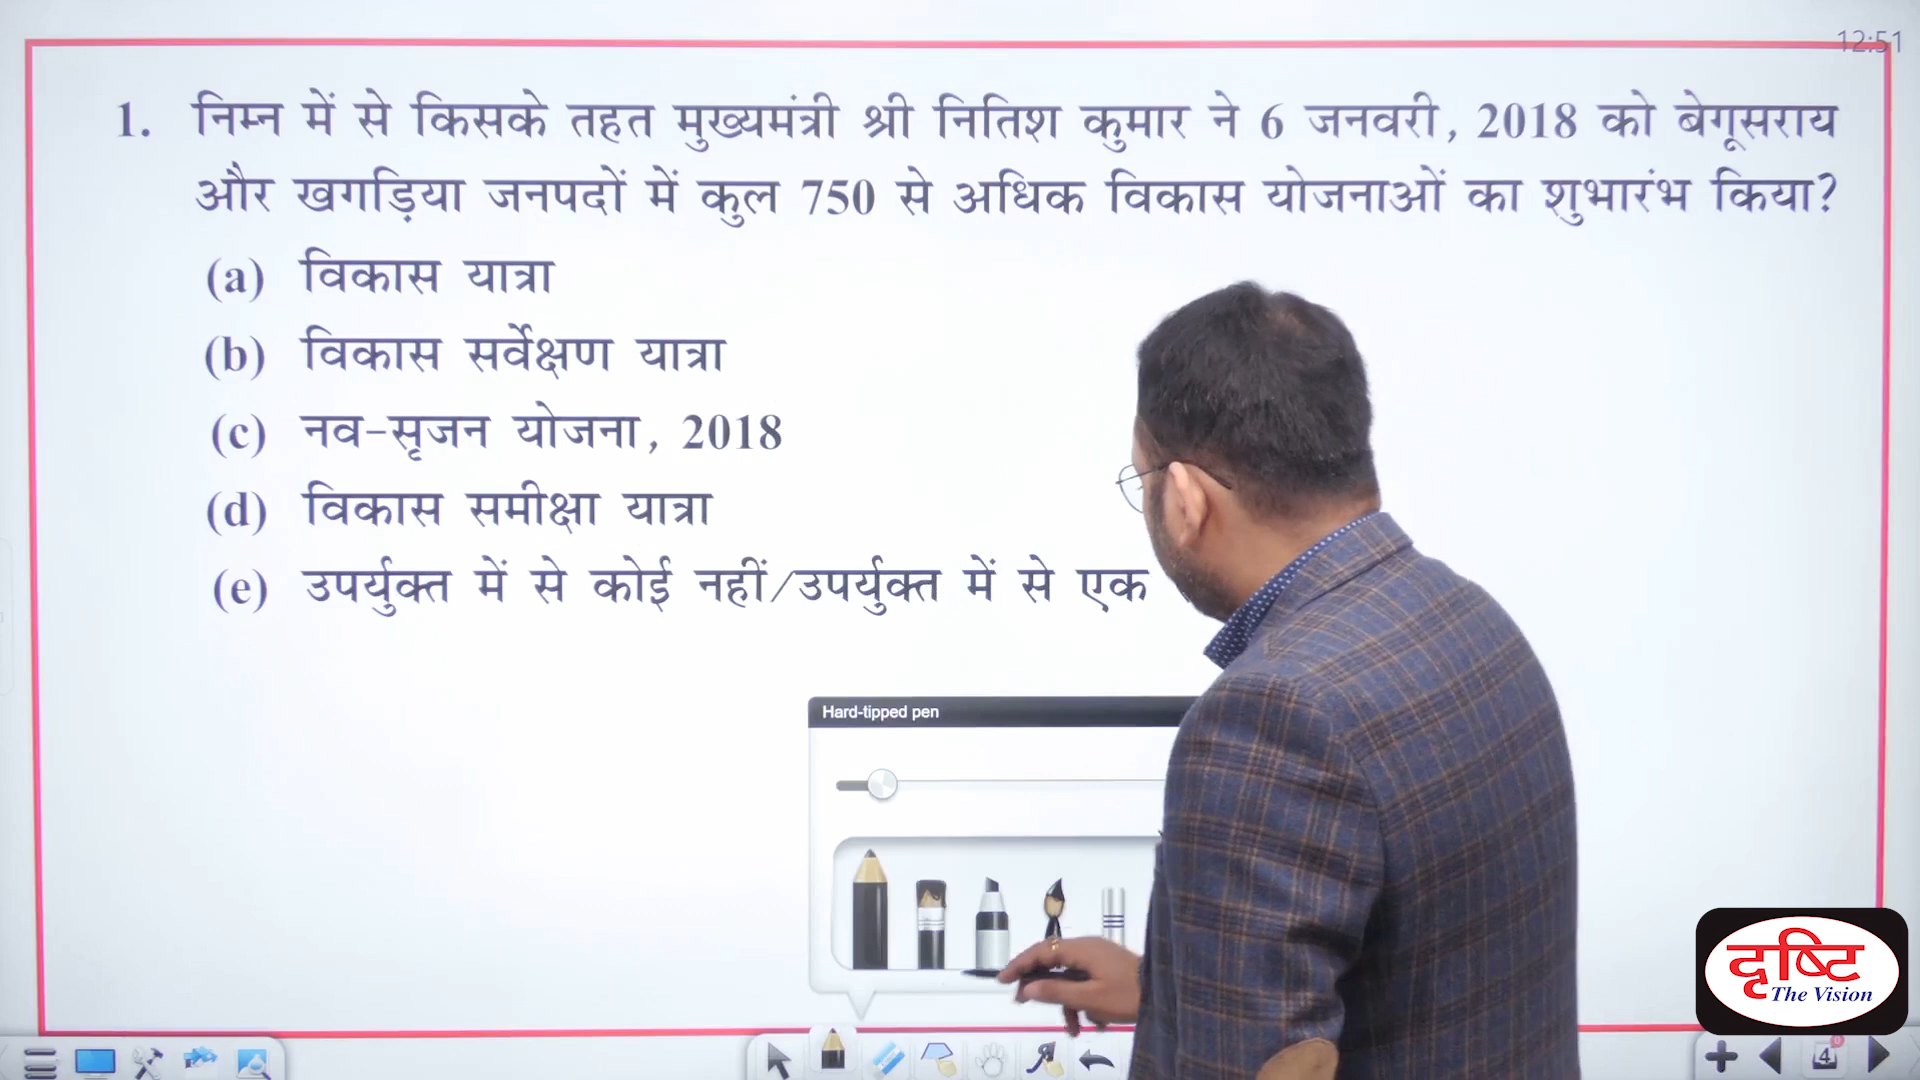 12:51
1. निम्न में से किसके तहत मुख्यमंत्री श्री नितिश कुमार ने 6 जनवरी, 2018 को बेगूसराय
और खगड़िया जनपदों में कुल 750 से अधिक विकास योजनाओं का शुभारंभ किया?
(a) विकास यात्रा
(b) विकास सर्वेक्षण यात्रा
(c) नव-सृजन योजना, 2018
(d) विकास समीक्षा यात्रा
(e) उपर्युक्त में से कोई नहीं/उपर्युक्त में से एक
Hard-tipped pen
दृष्टि
The Vision
4